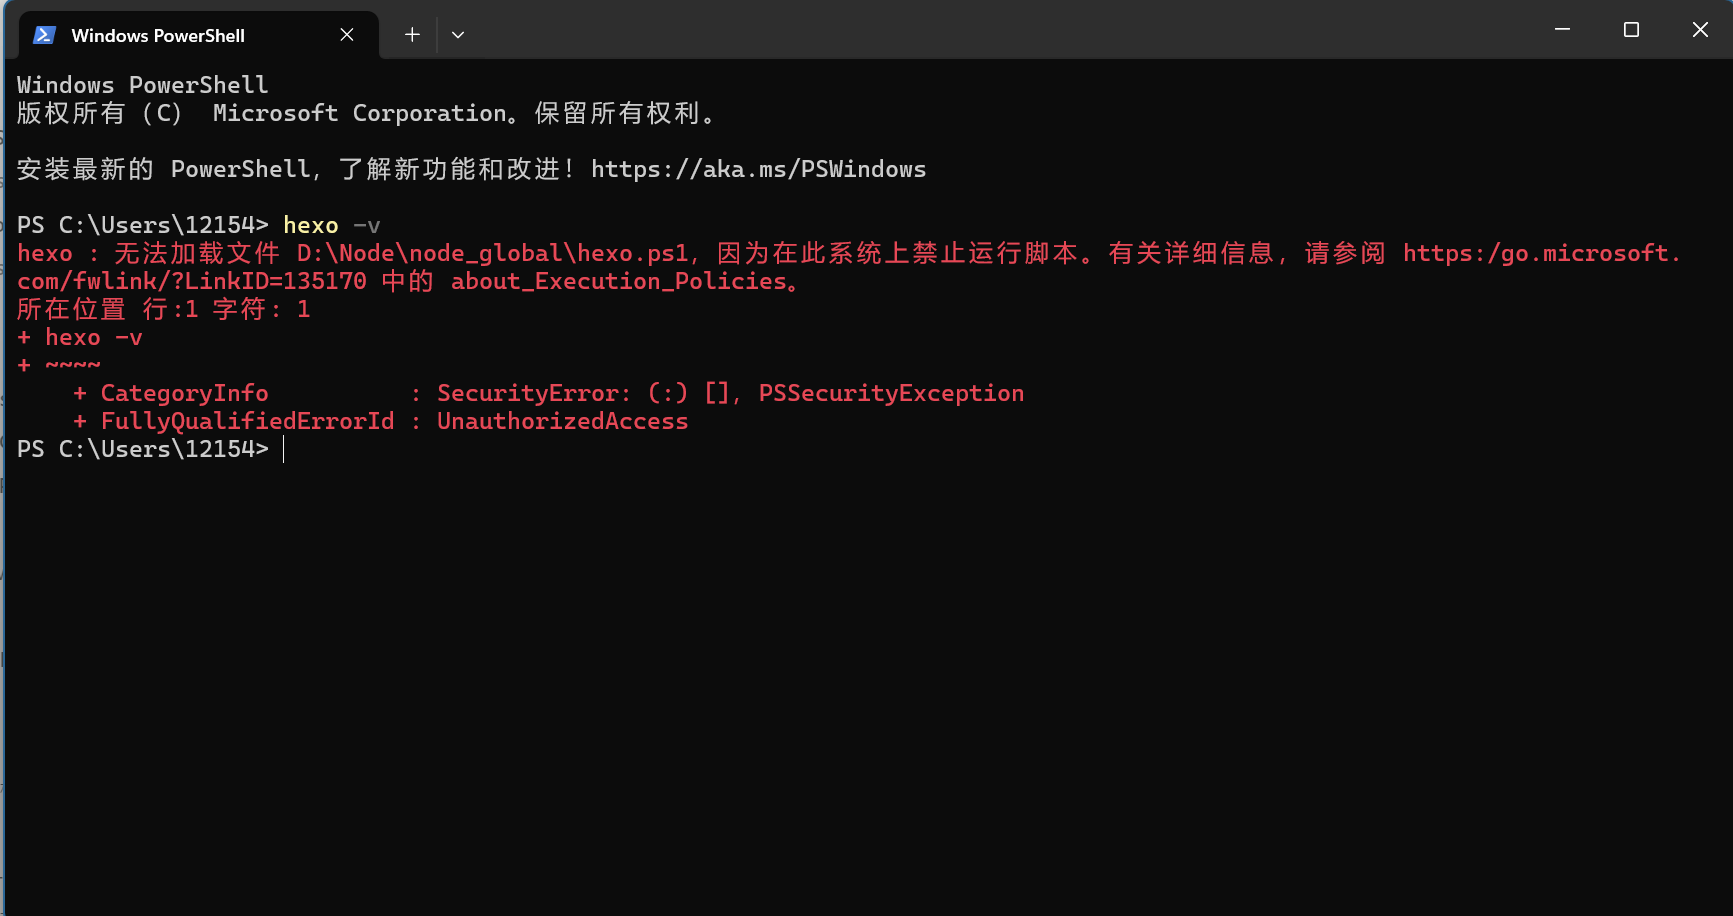 Windows PowerShell
Windows PowerShell
版权所有（C） Microsoft Corporation。保留所有权利。
安装最新的 PowerShell，了解新功能和改进！https://aka.ms/PSWindows
PS C:\Users\12154> hexo -v
hexo : 无法加载文件 D:\Node\node_global\hexo.ps1，因为在此系统上禁止运行脚本。有关详细信息，请参阅 https:/go.microsoft.
com/fwlink/?LinkID=135170 中的 about_Execution_Policies。
所在位置 行:1 字符: 1
+ hexo -v
+ ~~~~
    + CategoryInfo          : SecurityError: (:) []，PSSecurityException
    + FullyQualifiedErrorId : UnauthorizedAccess
PS C:\Users\12154>